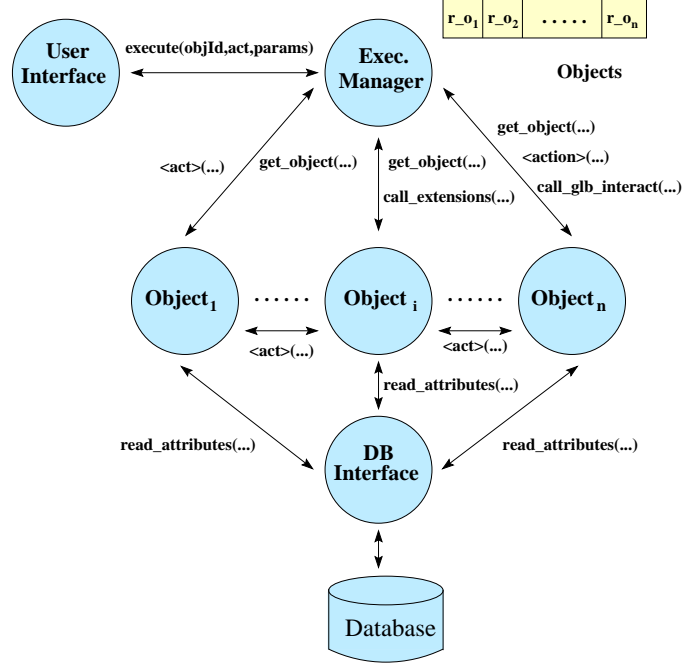 r_o1 r_o2 ..... r_on
Objects
User
Interface
execute(objId,act,params)
Exec.
Manager
<act>(...)
get_object(...)
get_object(...)
call_extensions(...)
get_object(...)
<action>(...)
call_glb_interact(...)
Object1 ...... Object i ...... Object n
<act>(...)
<act>(...)
read_attributes(...)
read_attributes(...)
read_attributes(...)
DB
Interface
Database